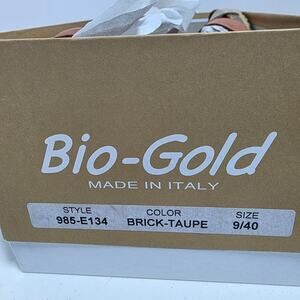 Bio-Gold
MADE IN ITALY
STYLE COLOR SIZE
985-E134 BRICK-TAUPE 9/40